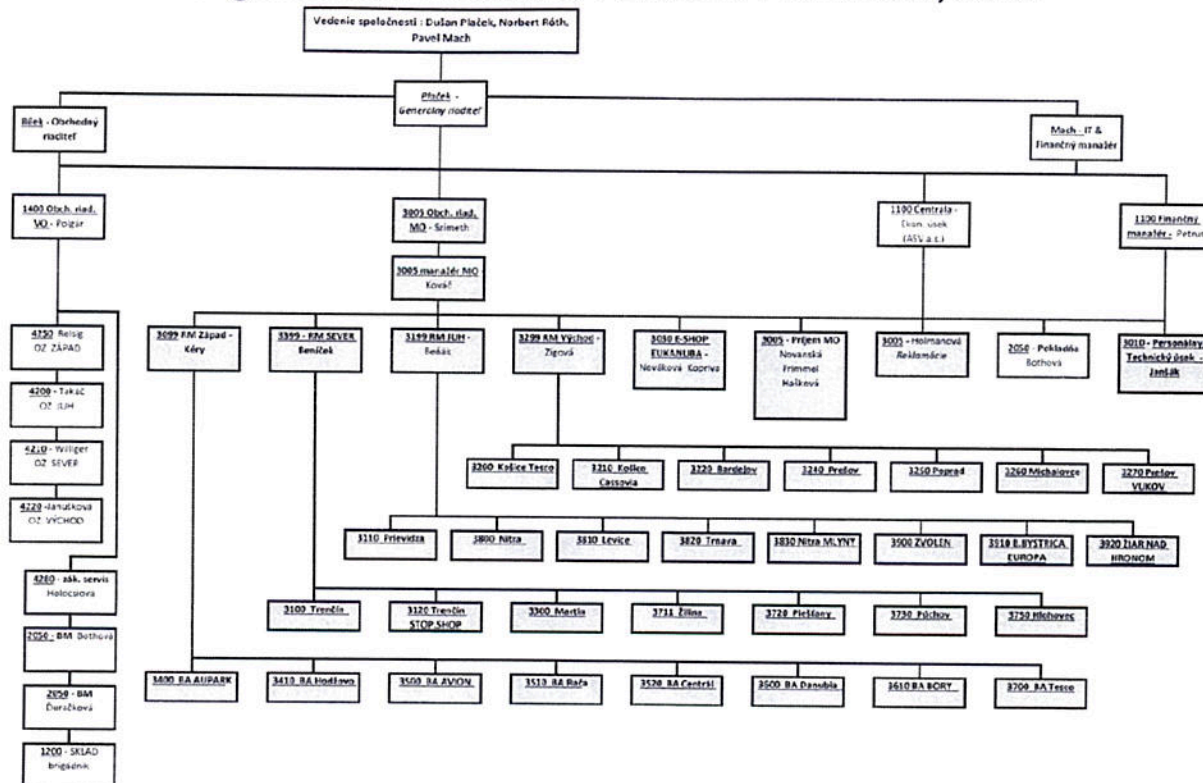 Vedenie spoločnosti : Dušan Plaček, Norbert Róth,
Pavel Mach
Plaček -
Generálny riaditeľ
Bílek - Obchodný
riaditeľ
Mach - IT &
Finančný manažér
1400 Obch. riad.
VO - Polgár
3005 Obch. riad.
MO - Szimeth
1100 Centrala -
Ekon. úsek
(ASV a.s.)
1100 Finančný
manažér - Petruš
3005 manažér MO
Kováč
4250 Reisig
OZ ZÁPAD
4200 - Takáč
OZ JUH
4210 - Williger
OZ SEVER
4220 -Janušková
OZ VÝCHOD
3099 RM Západ -
Kéry
3399 - RM SEVER
Beníček
3199 RM JUH -
Beňas
3299 RM Východ -
Zigová
3030 E-SHOP
EUKANUBA -
Nováková Kopriva
3005 - Príjem MO
Novanská
Frimmel
Hašková
3005 - Holmanová
Reklamácie
2050 - Pokladňa
Bothová
3010 - Personálny,
Technický úsek -
Janšák
3200 Košice Tesco
3210 Košice
Cassovia
3220 Bardejov
3240 Prešov
3250 Poprad
3260 Michalovce
3270 Prešov
VUKOV
3110 Prievidza
3800 Nitra
3810 Levice
3820 Trnava
3830 Nitra MLYNY
3900 ZVOLEN
3910 B.BYSTRICA
EUROPA
3920 ŽIAR NAD
HRONOM
4280 - zák. servis
2050 - BM Bothová
2050 - BM
Ďuračková
1200 - SKLAD
brigádnik
3100 Trenčín
3120 Trenčín
STOP.SHOP
3300 Martin
3711 Žilina
3720 Piešťany
3730 Púchov
3750 Hlohovec
3400 BA AUPARK
3410 BA Hodžovo
3500 BA AVION
3510 BA Rača
3520 BA Centrál
3600 BA Danubia
3610 BA BORY
3700 BA Tesco